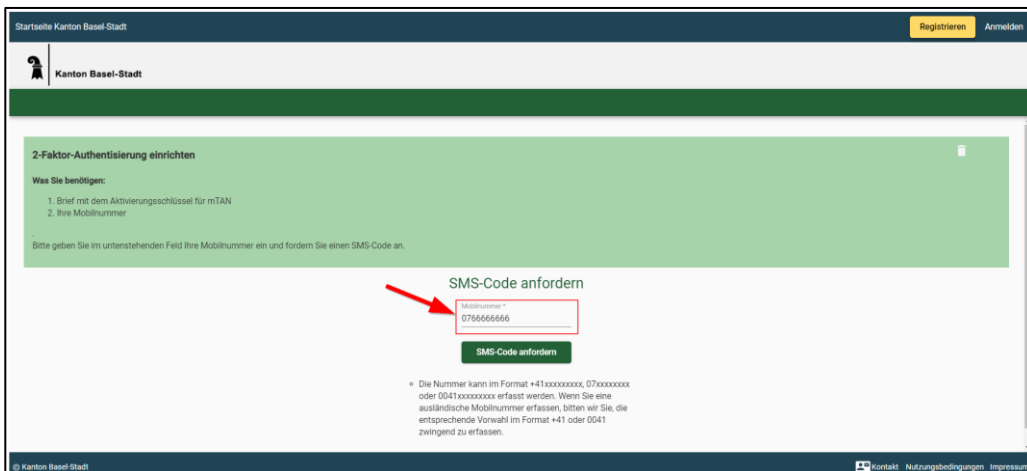 Startseite Kanton Basel-Stadt
Registrieren
Anmelden
Kanton Basel-Stadt
2-Faktor-Authentisierung einrichten
Was Sie benötigen:
1. Brief mit dem Aktivierungsschlüssel für mTAN
2. Ihre Mobilnummer
.
Bitte geben Sie im untenstehenden Feld Ihre Mobilnummer ein und fordern Sie einen SMS-Code an.
SMS-Code anfordern
Mobilnummer *
0766666666
SMS-Code anfordern
Die Nummer kann im Format +41xxxxxxxxx, 07xxxxxxxx
oder 0041xxxxxxxxx erfasst werden. Wenn Sie eine
ausländische Mobilnummer erfassen, bitten wir Sie, die
entsprechende Vorwahl im Format +41 oder 0041
zwingend zu erfassen.
© Kanton Basel-Stadt
Kontakt Nutzungsbedingungen Impressum